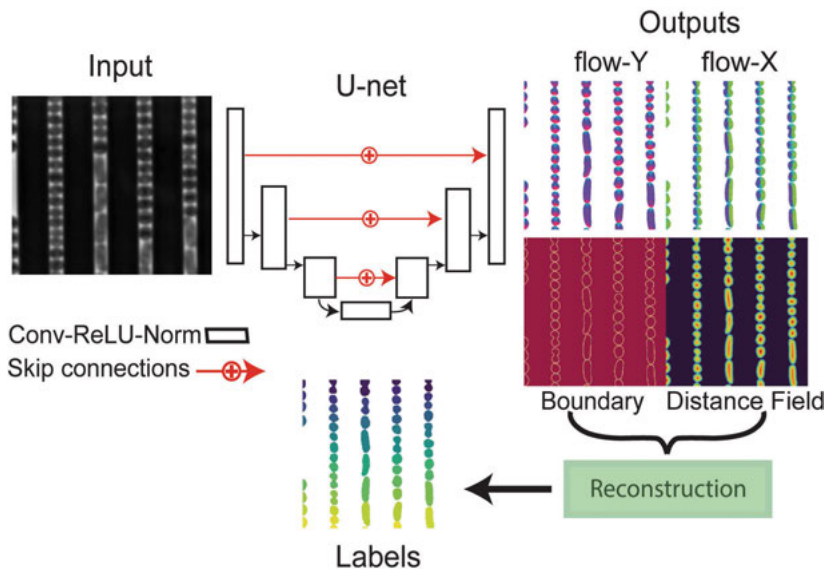 Outputs
Input
U-net
flow-Y flow-X
Conv-ReLU-Norm
Skip connections
Boundary Distance Field
Reconstruction
Labels